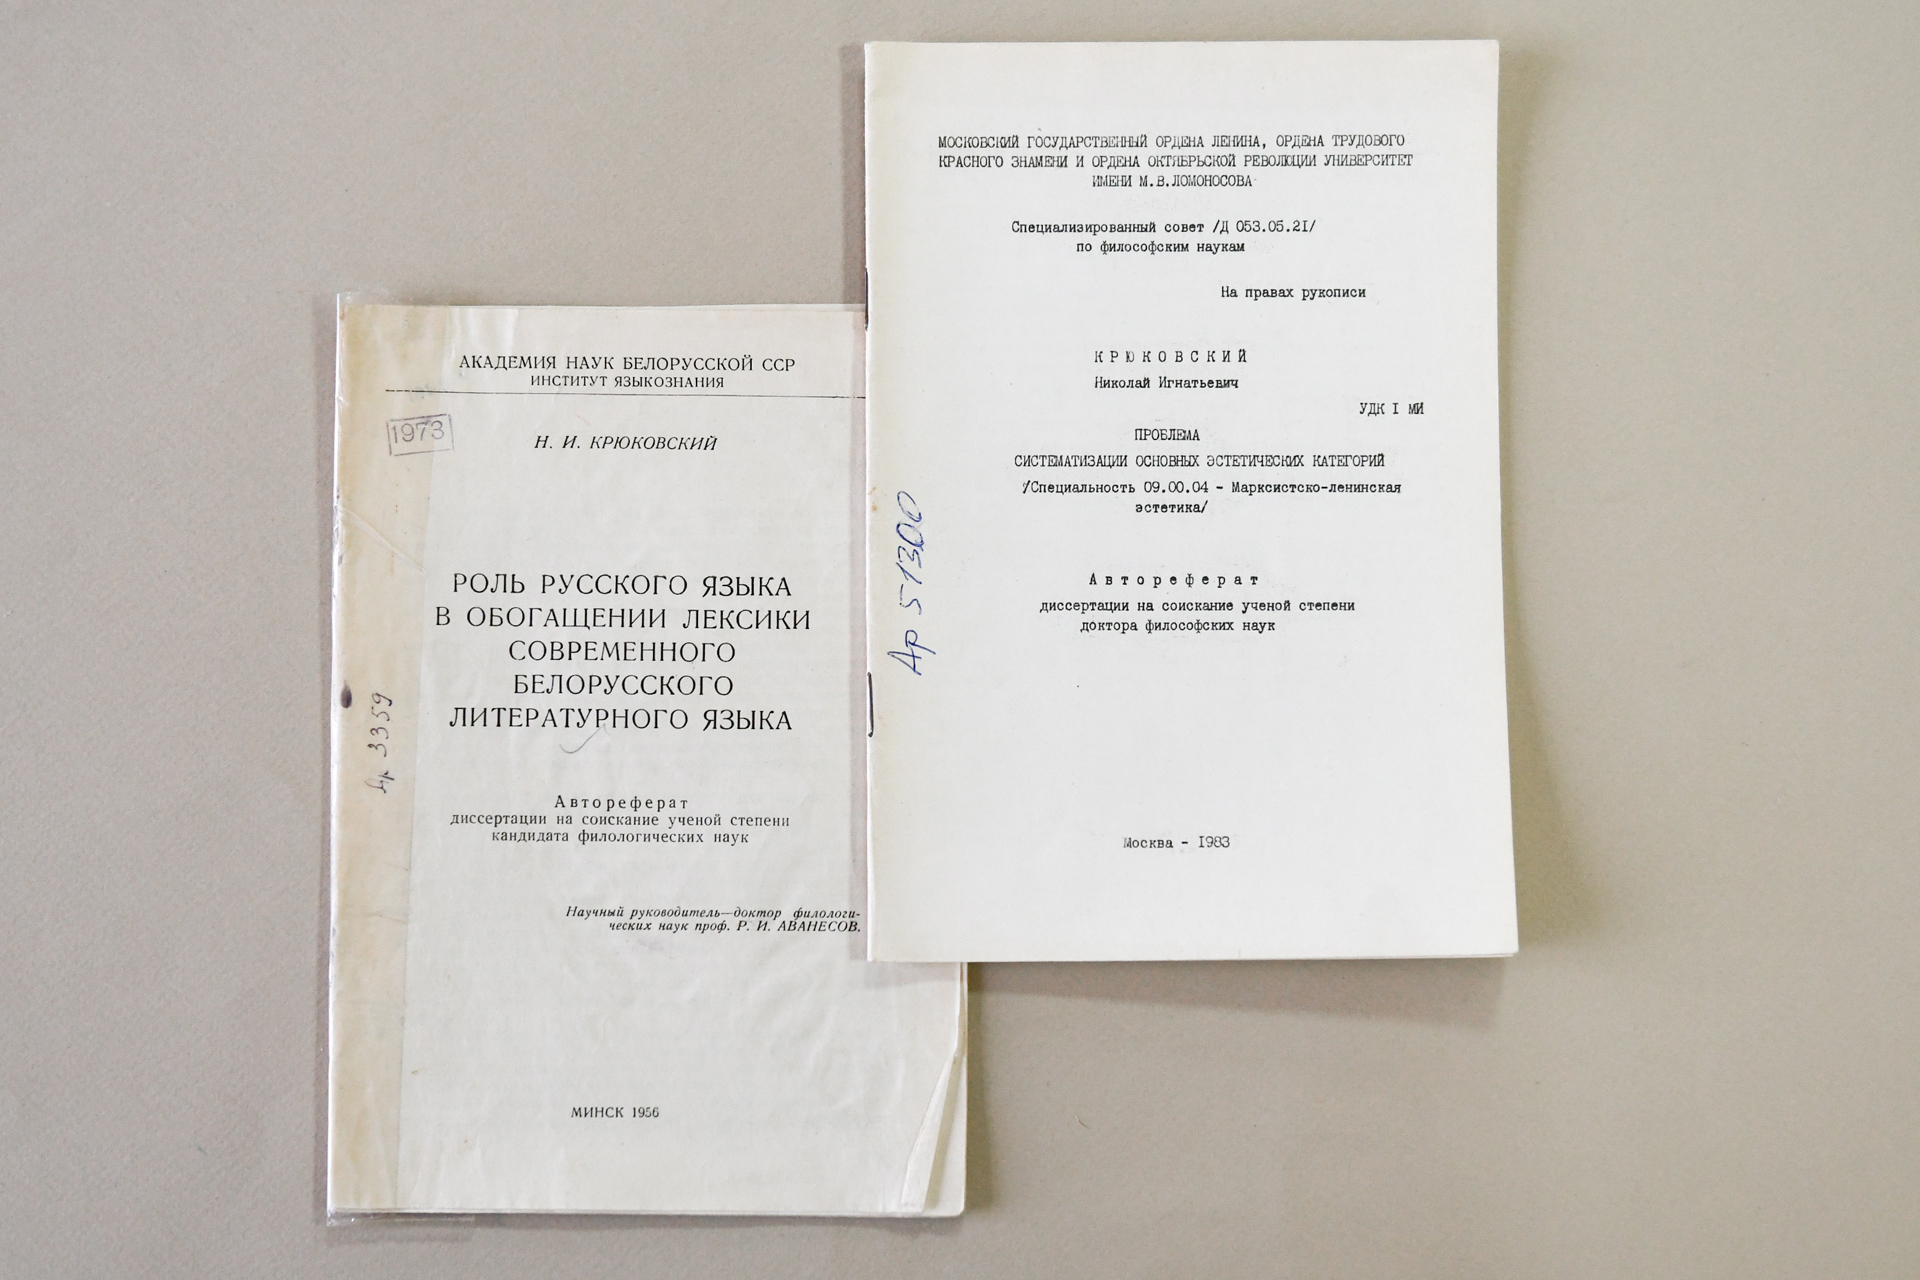 АКАДЕМИЯ НАУК БЕЛОРУССКОЙ ССР
ИНСТИТУТ ЯЗЫКОЗНАНИЯ
1973
Н. И. КРЮКОВСКИЙ
РОЛЬ РУССКОГО ЯЗЫКА
В ОБОГАЩЕНИИ ЛЕКСИКИ
СОВРЕМЕННОГО
БЕЛОРУССКОГО
ЛИТЕРАТУРНОГО ЯЗЫКА
Ар 3359
Автореферат
диссертации на соискание ученой степени
кандидата филологических наук
Научный руководитель—доктор филологи-
ческих наук проф. Р. И. АВАНЕСОВ.
МИНСК 1956
МОСКОВСКИЙ ГОСУДАРСТВЕННЫЙ ОРДЕНА ЛЕНИНА, ОРДЕНА ТРУДОВОГО
КРАСНОГО ЗНАМЕНИ И ОРДЕНА ОКТЯБРЬСКОЙ РЕВОЛЮЦИИ УНИВЕРСИТЕТ
ИМЕНИ М.В.ЛОМОНОСОВА
Специализированный совет /Д 053.05.21/
по философским наукам
На правах рукописи
КРЮКОВСКИЙ
Николай Игнатьевич
УДК I МИ
ПРОБЛЕМА
СИСТЕМАТИЗАЦИИ ОСНОВНЫХ ЭСТЕТИЧЕСКИХ КАТЕГОРИЙ
/Специальность 09.00.04 - Марксистско-ленинская
эстетика/
Ар 51300
Автореферат
диссертации на соискание ученой степени
доктора философских наук
Москва - 1983